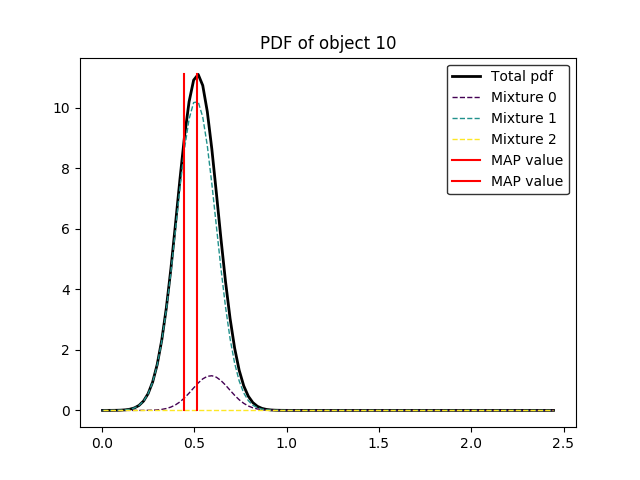 PDF of object 10
Total pdf
Mixture 0
Mixture 1
Mixture 2
MAP value
MAP value
10
8
6
4
2
0
0.0 0.5 1.0 1.5 2.0 2.5